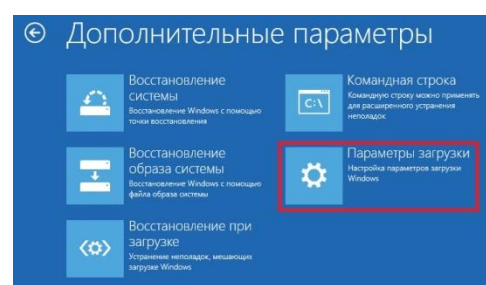 Дополнительные параметры
Восстановление
системы
Восстановление Windows с помощью
точки восстановления
Восстановление
образа системы
Восстановление Windows с помощью
файла образа системы
Восстановление при
загрузке
Устранение неполадок, мешающих
загрузке Windows
Командная строка
Командную строку можно применять
для расширенного устранения
неполадок
C:\
Параметры загрузки
Настройка параметров загрузки
Windows